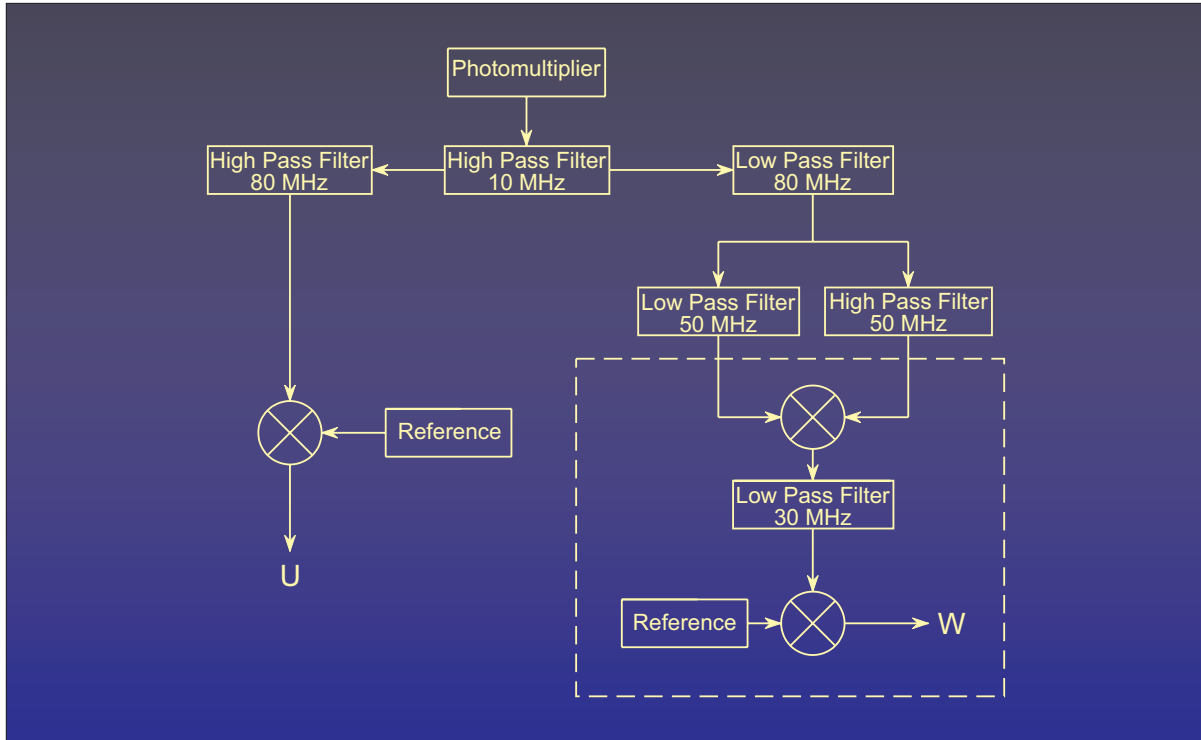 Photomultiplier
High Pass Filter
80 MHz
High Pass Filter
10 MHz
Low Pass Filter
80 MHz
Low Pass Filter
50 MHz
High Pass Filter
50 MHz
Reference
Low Pass Filter
30 MHz
U
Reference
W